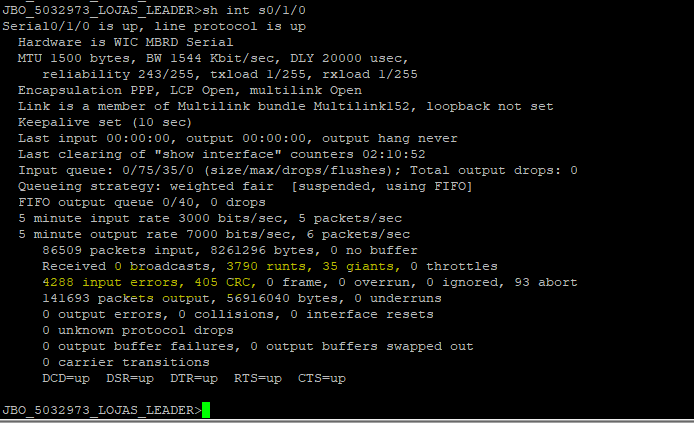 JBO_5032973_LOJAS_LEADER>sh int s0/1/0
Serial0/1/0 is up, line protocol is up
  Hardware is WIC MBRD Serial
  MTU 1500 bytes, BW 1544 Kbit/sec, DLY 20000 usec,
     reliability 243/255, txload 1/255, rxload 1/255
  Encapsulation PPP, LCP Open, multilink Open
  Link is a member of Multilink bundle Multilink152, loopback not set
  Keepalive set (10 sec)
  Last input 00:00:00, output 00:00:00, output hang never
  Last clearing of "show interface" counters 02:10:52
  Input queue: 0/75/35/0 (size/max/drops/flushes); Total output drops: 0
  Queueing strategy: weighted fair  [suspended, using FIFO]
  FIFO output queue 0/40, 0 drops
  5 minute input rate 3000 bits/sec, 5 packets/sec
  5 minute output rate 7000 bits/sec, 6 packets/sec
     86509 packets input, 8261296 bytes, 0 no buffer
     Received 0 broadcasts, 3790 runts, 35 giants, 0 throttles
     4288 input errors, 405 CRC, 0 frame, 0 overrun, 0 ignored, 93 abort
     141693 packets output, 56916040 bytes, 0 underruns
     0 output errors, 0 collisions, 0 interface resets
     0 unknown protocol drops
     0 output buffer failures, 0 output buffers swapped out
     0 carrier transitions
     DCD=up  DSR=up  DTR=up  RTS=up  CTS=up
JBO_5032973_LOJAS_LEADER>